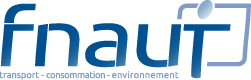 fnaut
transport - consommation - environnement